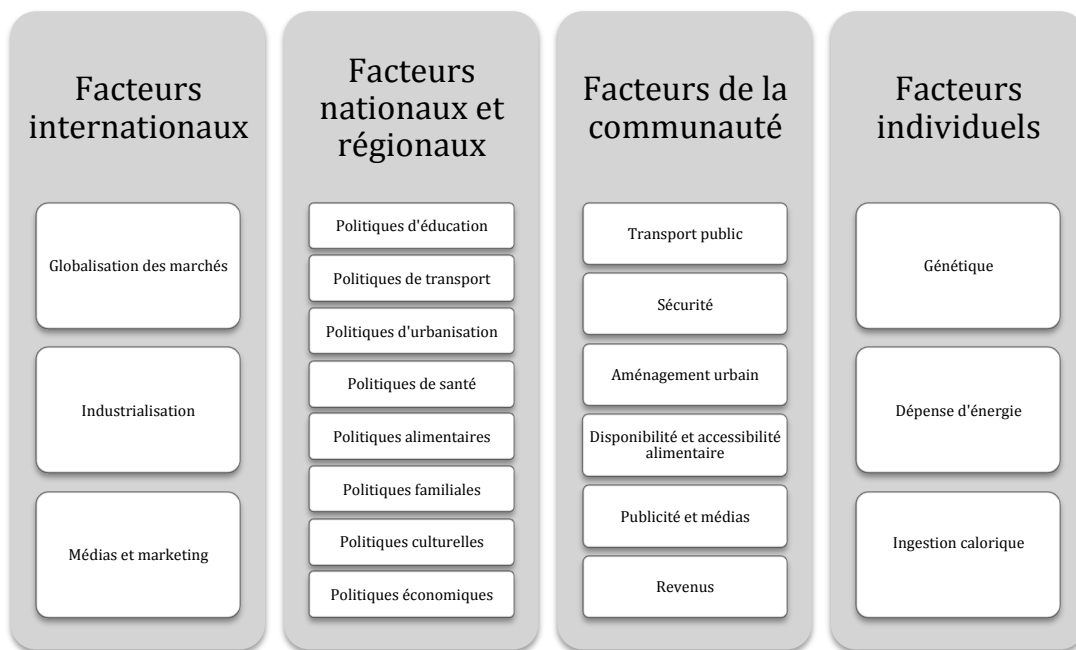 Facteurs
internationaux
Globalisation des marchés
Industrialisation
Médias et marketing
Facteurs
nationaux et
régionaux
Politiques d'éducation
Politiques de transport
Politiques d'urbanisation
Politiques de santé
Politiques alimentaires
Politiques familiales
Politiques culturelles
Politiques économiques
Facteurs de la
communauté
Transport public
Sécurité
Aménagement urbain
Disponibilité et accessibilité
alimentaire
Publicité et médias
Revenus
Facteurs
individuels
Génétique
Dépense d'énergie
Ingestion calorique